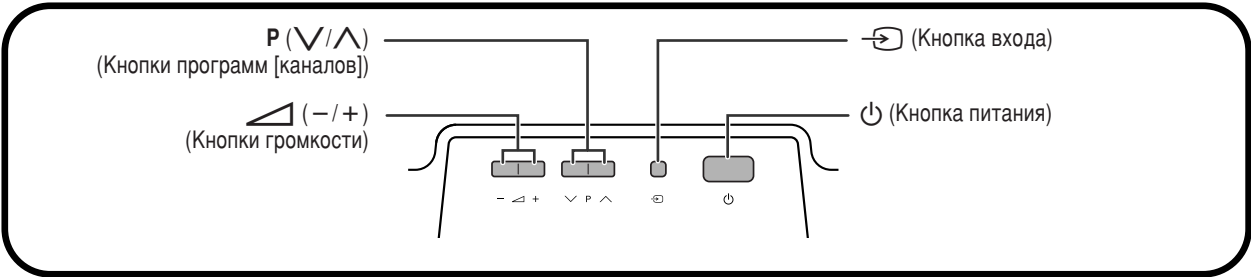 P (∨/∧)
(Кнопки программ [каналов])
(−/+)
(Кнопки громкости)
(Кнопка входа)
(Кнопка питания)
− +
∨ P ∧